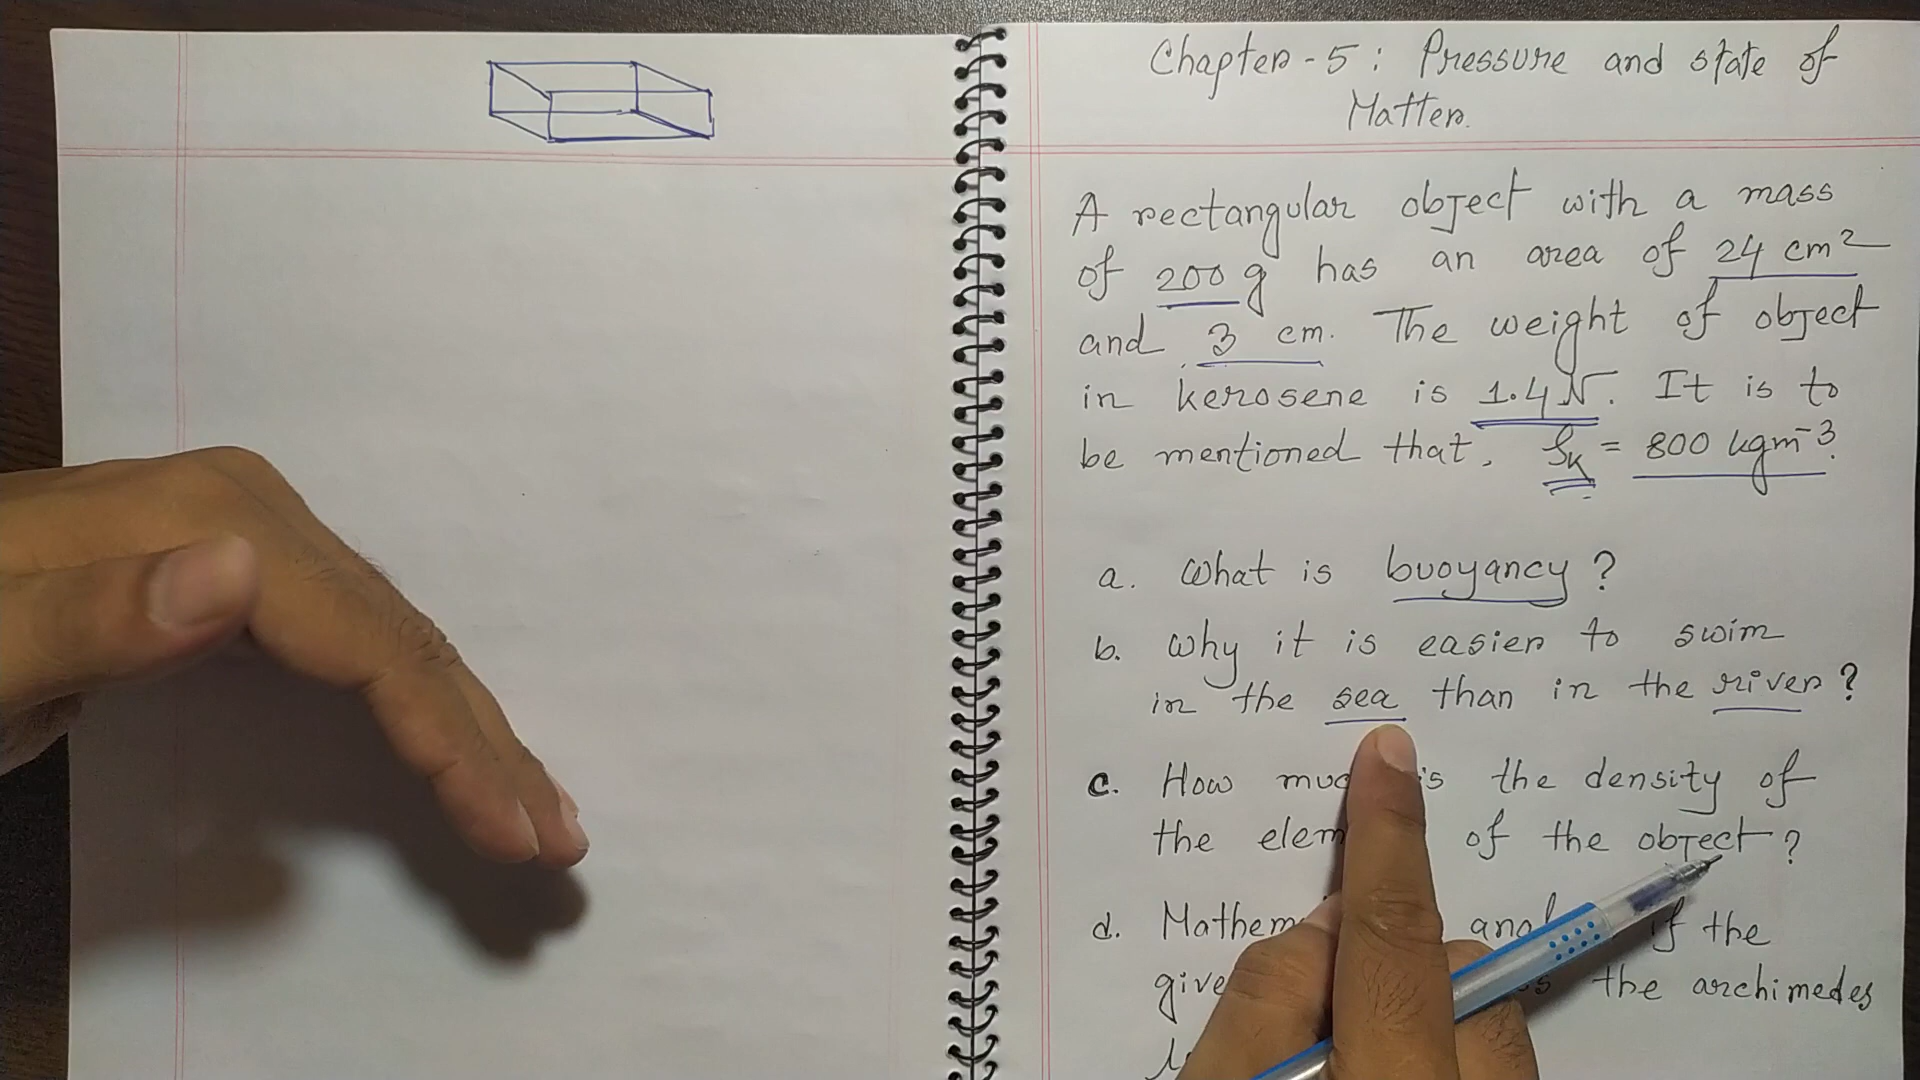 Chapter - 5 : Pressure and state of
Matter.
A rectangular object with a mass
of 200 g has an area of 24 cm²
and 3 cm. The weight of object
in kerosene is 1.4 N. It is to
be mentioned that, ρk = 800 kgm⁻³.
a. What is buoyancy ?
b. Why it is easier to swim
in the sea than in the river ?
c. How is the density of
the of the object ?
d. if the
the archimedes